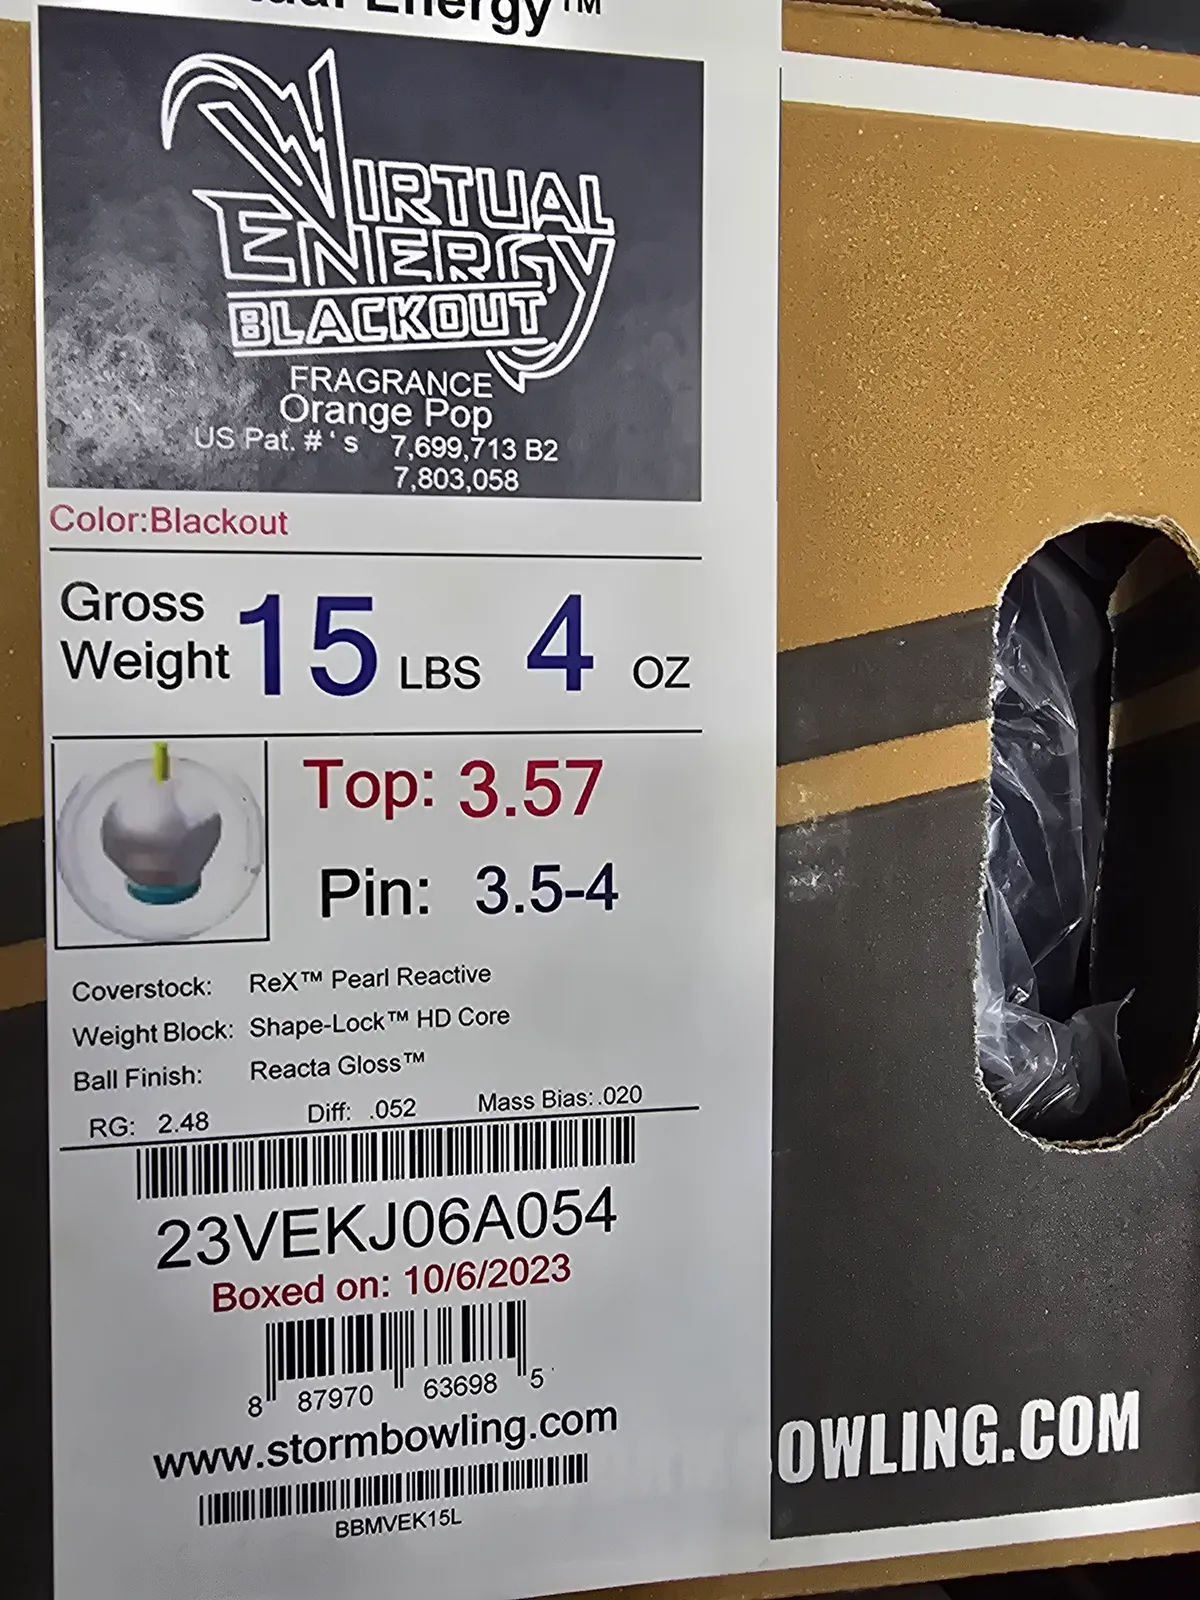 Energy™
VIRTUAL
ENERGY
BLACKOUT
FRAGRANCE
Orange Pop
US Pat. # ' s 7,699,713 B2
7,803,058
Color:Blackout
Gross Weight 15 LBS 4 OZ
Top: 3.57
Pin: 3.5-4
Coverstock: ReX™ Pearl Reactive
Weight Block: Shape-Lock™ HD Core
Ball Finish: Reacta Gloss™
RG: 2.48 Diff: .052 Mass Bias:.020
23VEKJ06A054
Boxed on: 10/6/2023
8 87970 63698 5
www.stormbowling.com
BBMVEK15L
OWLING.COM